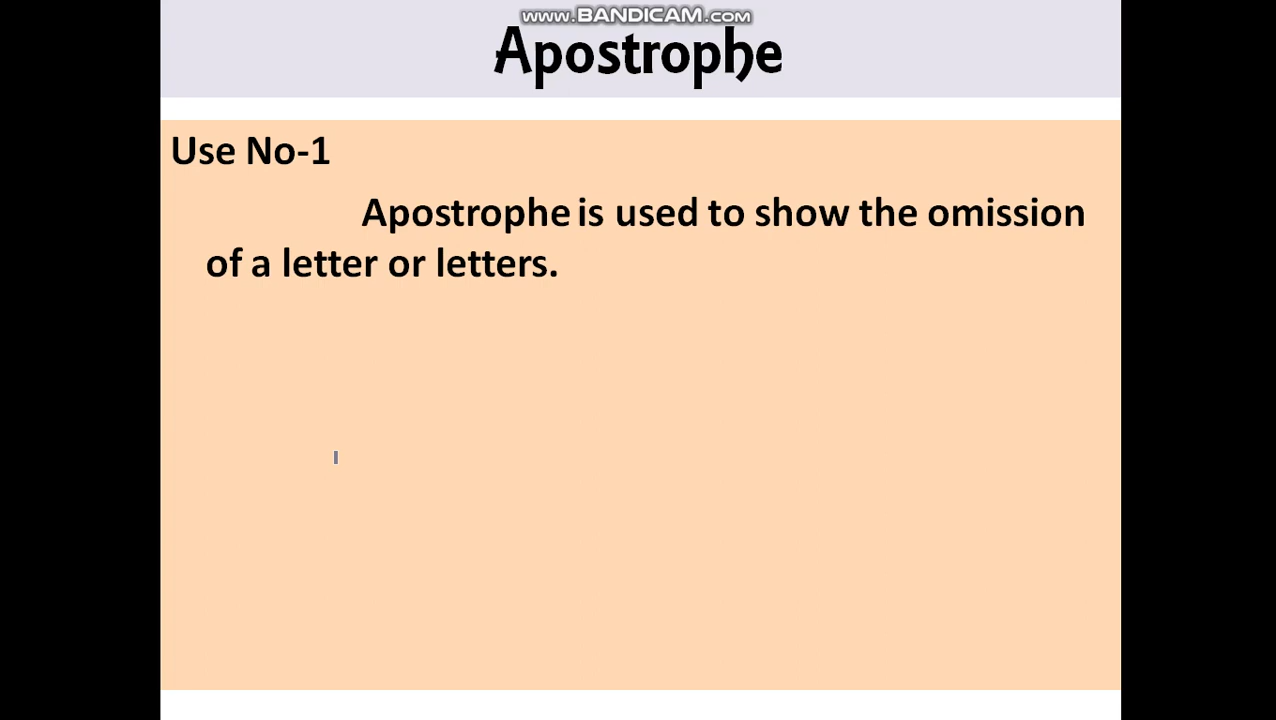 www.BANDICAM.com
Apostrophe
Use No-1
Apostrophe is used to show the omission
of a letter or letters.